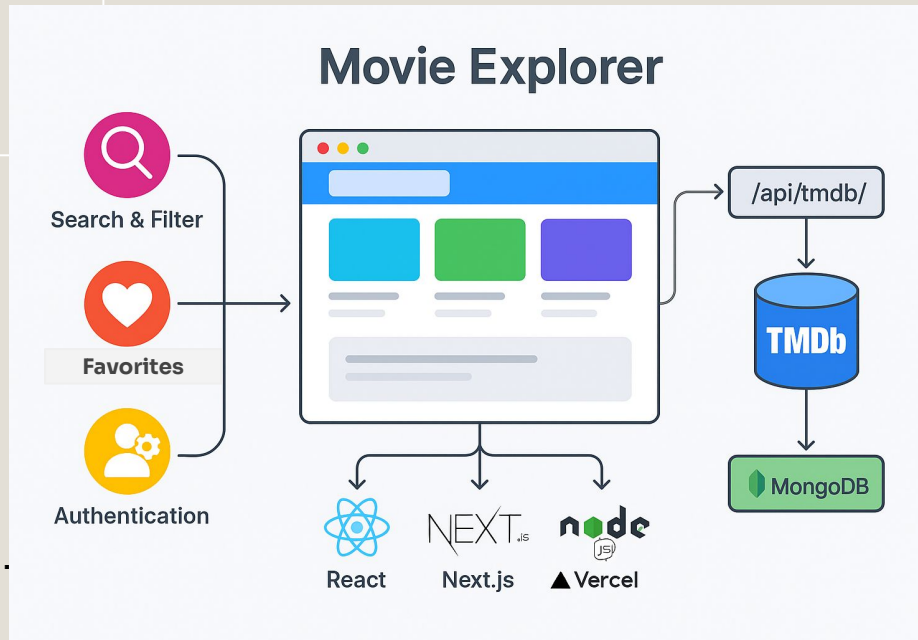 Movie Explorer
Search & Filter
Favorites
Authentication
/api/tmdb/
TMDb
MongoDB
NEXT.js
node
JS
React
Next.js
Vercel